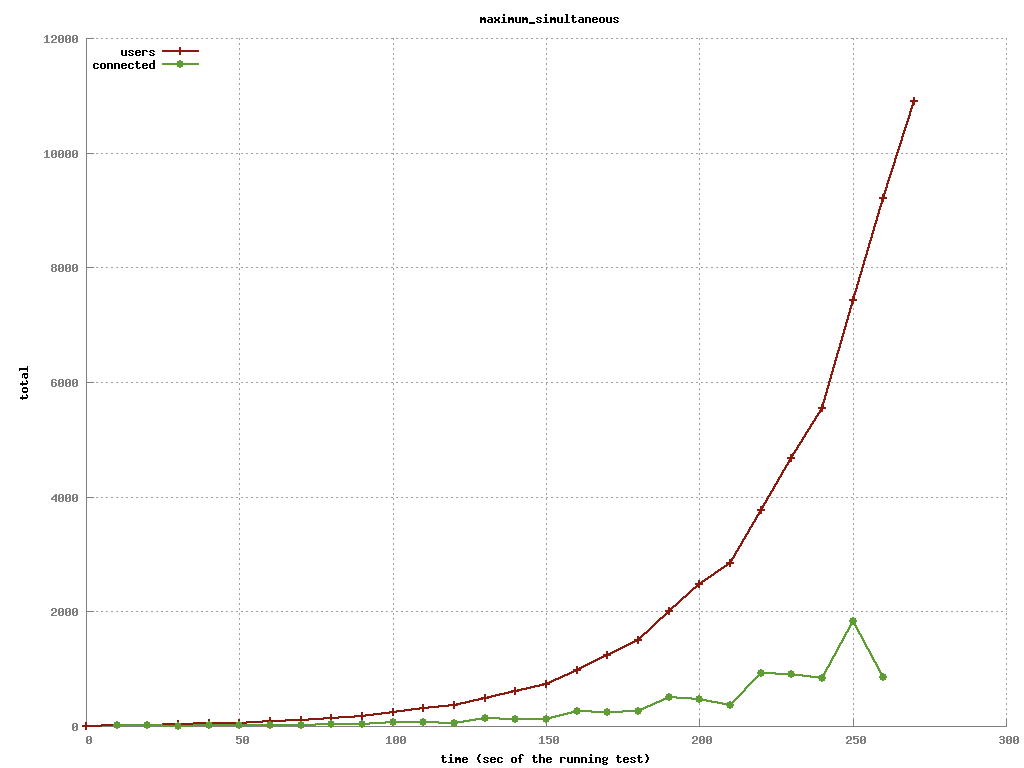 maximum_simultaneous
12000
users
connected
10000
8000
6000
total
4000
2000
0
0 50 100 150 200 250 300
time (sec of the running test)